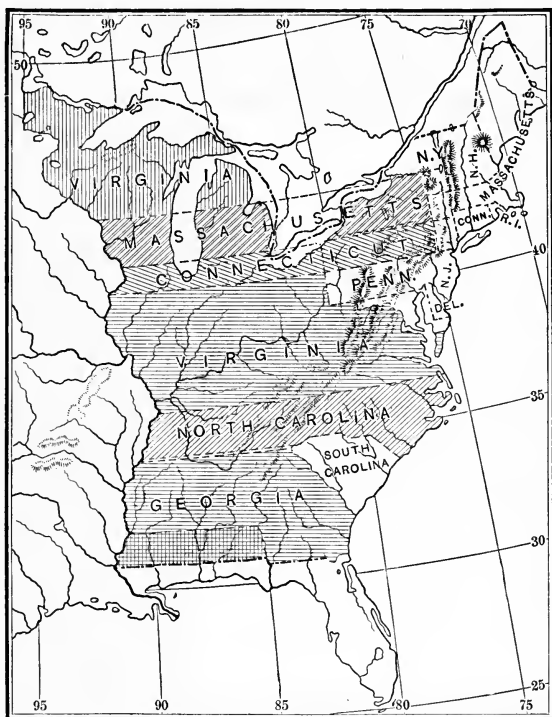 95 90 85 80 75 70
50
VIRGINIA
MASSACHUSETTS
CONNECTICUT
N.Y.
N.H.
MASSACHUSETTS
CONN.
R.I.
40
PENN.
N.J.
DEL.
VIRGINIA
35
NORTH CAROLINA
SOUTH
CAROLINA
GEORGIA
30
25
95 90 85 80 75